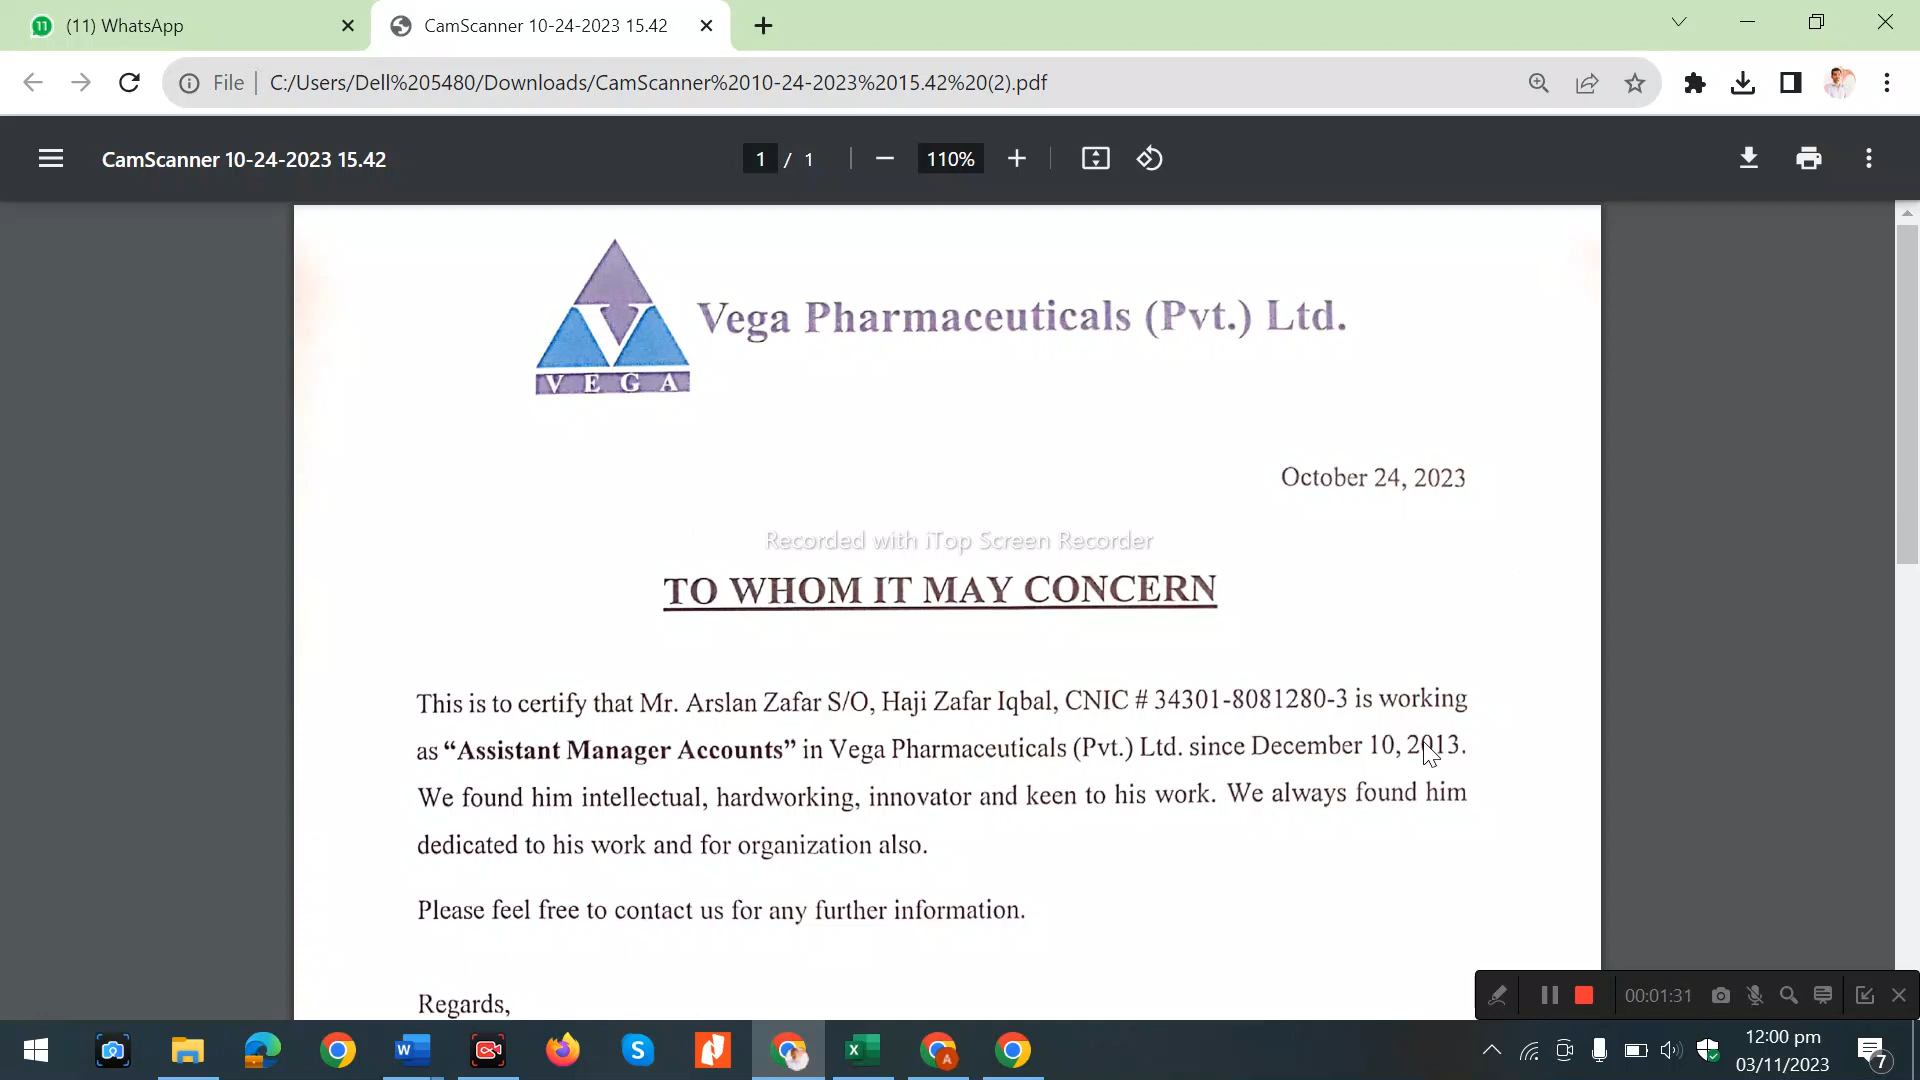 11
(11) WhatsApp
CamScanner 10-24-2023 15.42
File
C:/Users/Dell%205480/Downloads/CamScanner%2010-24-2023%2015.42%20(2).pdf
CamScanner 10-24-2023 15.42
1 / 1
110%
Vega Pharmaceuticals (Pvt.) Ltd.
V
VEGA
October 24, 2023
Recorded with iTop Screen Recorder
TO WHOM IT MAY CONCERN
This is to certify that Mr. Arslan Zafar S/O, Haji Zafar Iqbal, CNIC # 34301-8081280-3 is working
as “Assistant Manager Accounts” in Vega Pharmaceuticals (Pvt.) Ltd. since December 10, 2013.
We found him intellectual, hardworking, innovator and keen to his work. We always found him
dedicated to his work and for organization also.
Please feel free to contact us for any further information.
Regards,
00:01:31
W
S
X
A
12:00 pm
03/11/2023
7